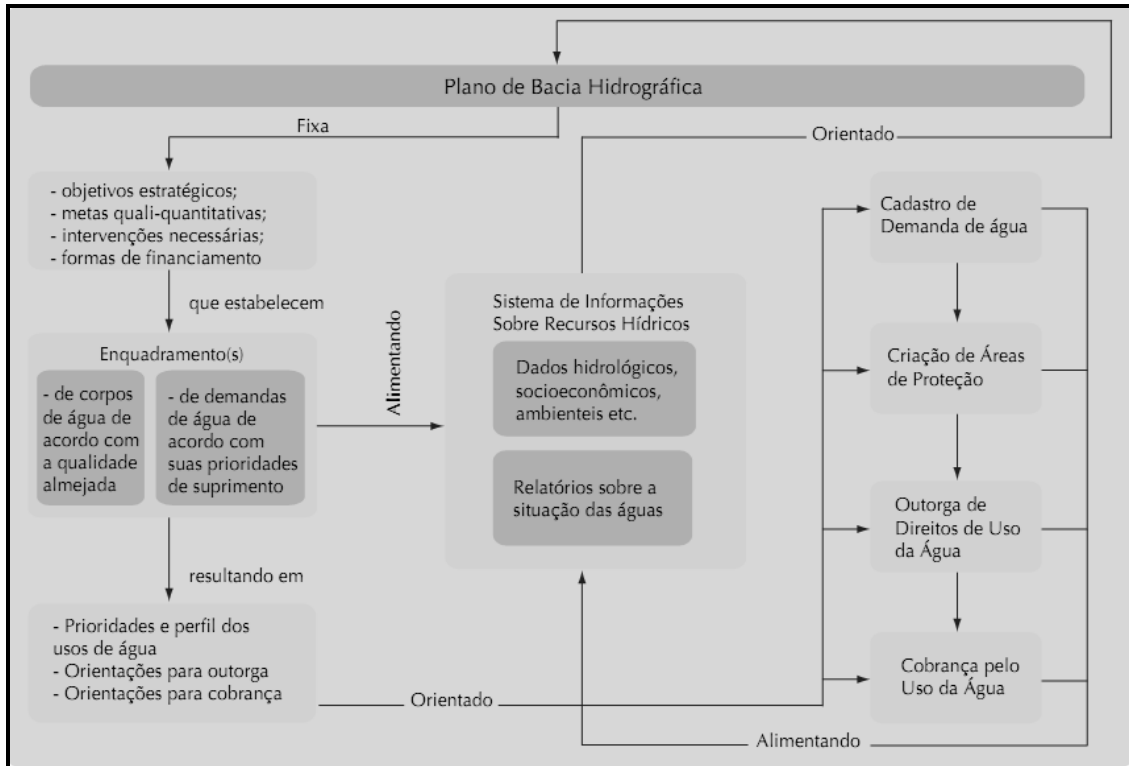 Plano de Bacia Hidrográfica
Fixa
- objetivos estratégicos;
- metas quali-quantitativas;
- intervenções necessárias;
- formas de financiamento
que estabelecem
Enquadramento(s)
- de corpos
de água de
acordo com
a qualidade
almejada
- de demandas
de água de
acordo com
suas prioridades
de suprimento
resultando em
- Prioridades e perfil dos
usos de água
- Orientações para outorga
- Orientações para cobrança
Alimentando
Sistema de Informações
Sobre Recursos Hídricos
Dados hidrológicos,
socioeconômicos,
ambienteis etc.
Relatórios sobre a
situação das águas
Orientado
Orientado
Cadastro de
Demanda de água
Criação de Áreas
de Proteção
Outorga de
Direitos de Uso
da Água
Cobrança pelo
Uso da Água
Alimentando